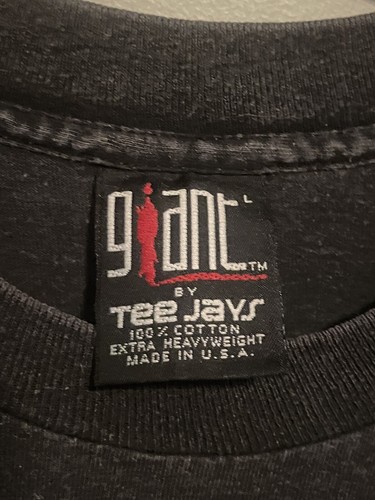 giant L
TM
BY
Tee Jays
100% COTTON
EXTRA HEAVYWEIGHT
MADE IN U.S.A.